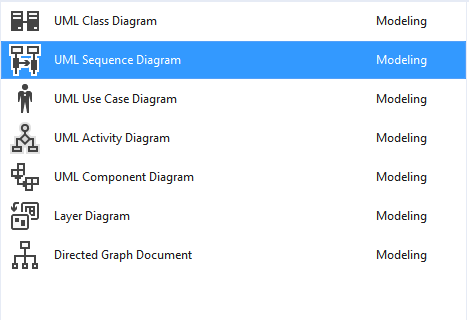 UML Class Diagram Modeling
UML Sequence Diagram Modeling
UML Use Case Diagram Modeling
UML Activity Diagram Modeling
UML Component Diagram Modeling
Layer Diagram Modeling
Directed Graph Document Modeling